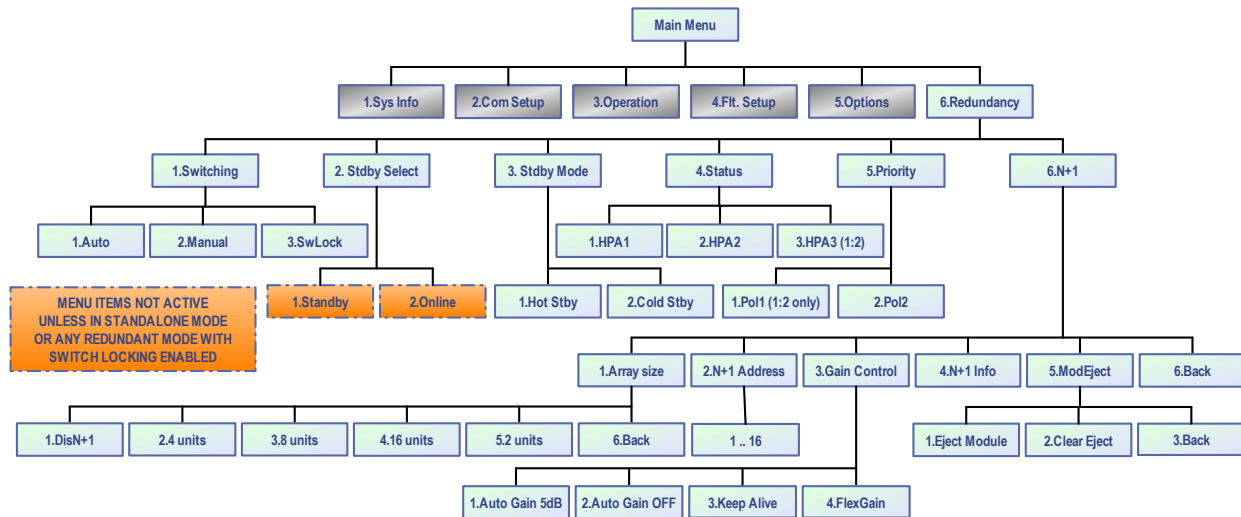 Main Menu
1.Sys Info
2.Com Setup
3.Operation
4.Flt. Setup
5.Options
6.Redundancy
1.Switching
2. Stdby Select
3. Stdby Mode
4.Status
5.Priority
6.N+1
1.Auto
2.Manual
3.SwLock
1.HPA1
2.HPA2
3.HPA3 (1:2)
MENU ITEMS NOT ACTIVE
UNLESS IN STANDALONE MODE
OR ANY REDUNDANT MODE WITH
SWITCH LOCKING ENABLED
1.Standby
2.Online
1.Hot Stby
2.Cold Stby
1.Pol1 (1:2 only)
2.Pol2
1.Array size
2.N+1 Address
3.Gain Control
4.N+1 Info
5.ModEject
6.Back
1.DisN+1
2.4 units
3.8 units
4.16 units
5.2 units
6.Back
1 .. 16
1.Eject Module
2.Clear Eject
3.Back
1.Auto Gain 5dB
2.Auto Gain OFF
3.Keep Alive
4.FlexGain